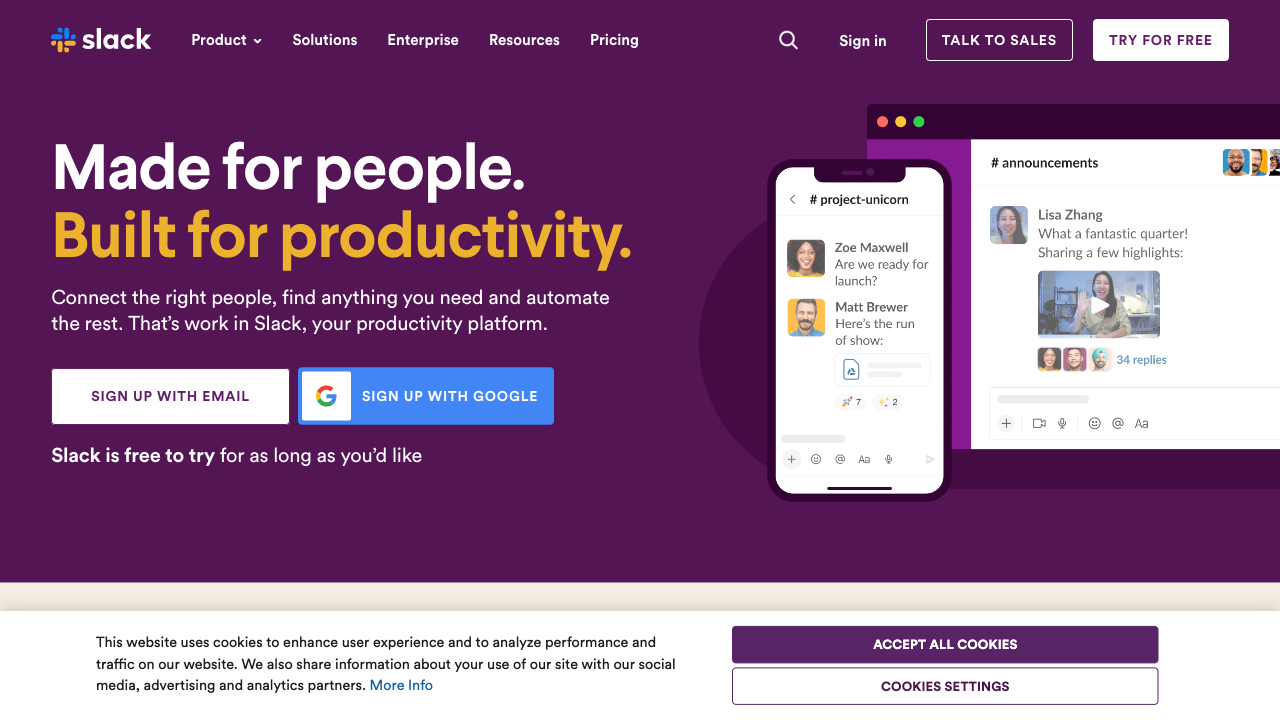 slack
Product
Solutions
Enterprise
Resources
Pricing
Sign in
TALK TO SALES
TRY FOR FREE
Made for people.
Built for productivity.
Connect the right people, find anything you need and automate
the rest. That’s work in Slack, your productivity platform.
SIGN UP WITH EMAIL
SIGN UP WITH GOOGLE
Slack is free to try for as long as you’d like
# project-unicorn
Zoe Maxwell
Are we ready for
launch?
Matt Brewer
Here’s the run
of show:
7
2
@
Aa
# announcements
Lisa Zhang
What a fantastic quarter!
Sharing a few highlights:
34 replies
@
Aa
This website uses cookies to enhance user experience and to analyze performance and
traffic on our website. We also share information about your use of our site with our social
media, advertising and analytics partners. More Info
ACCEPT ALL COOKIES
COOKIES SETTINGS